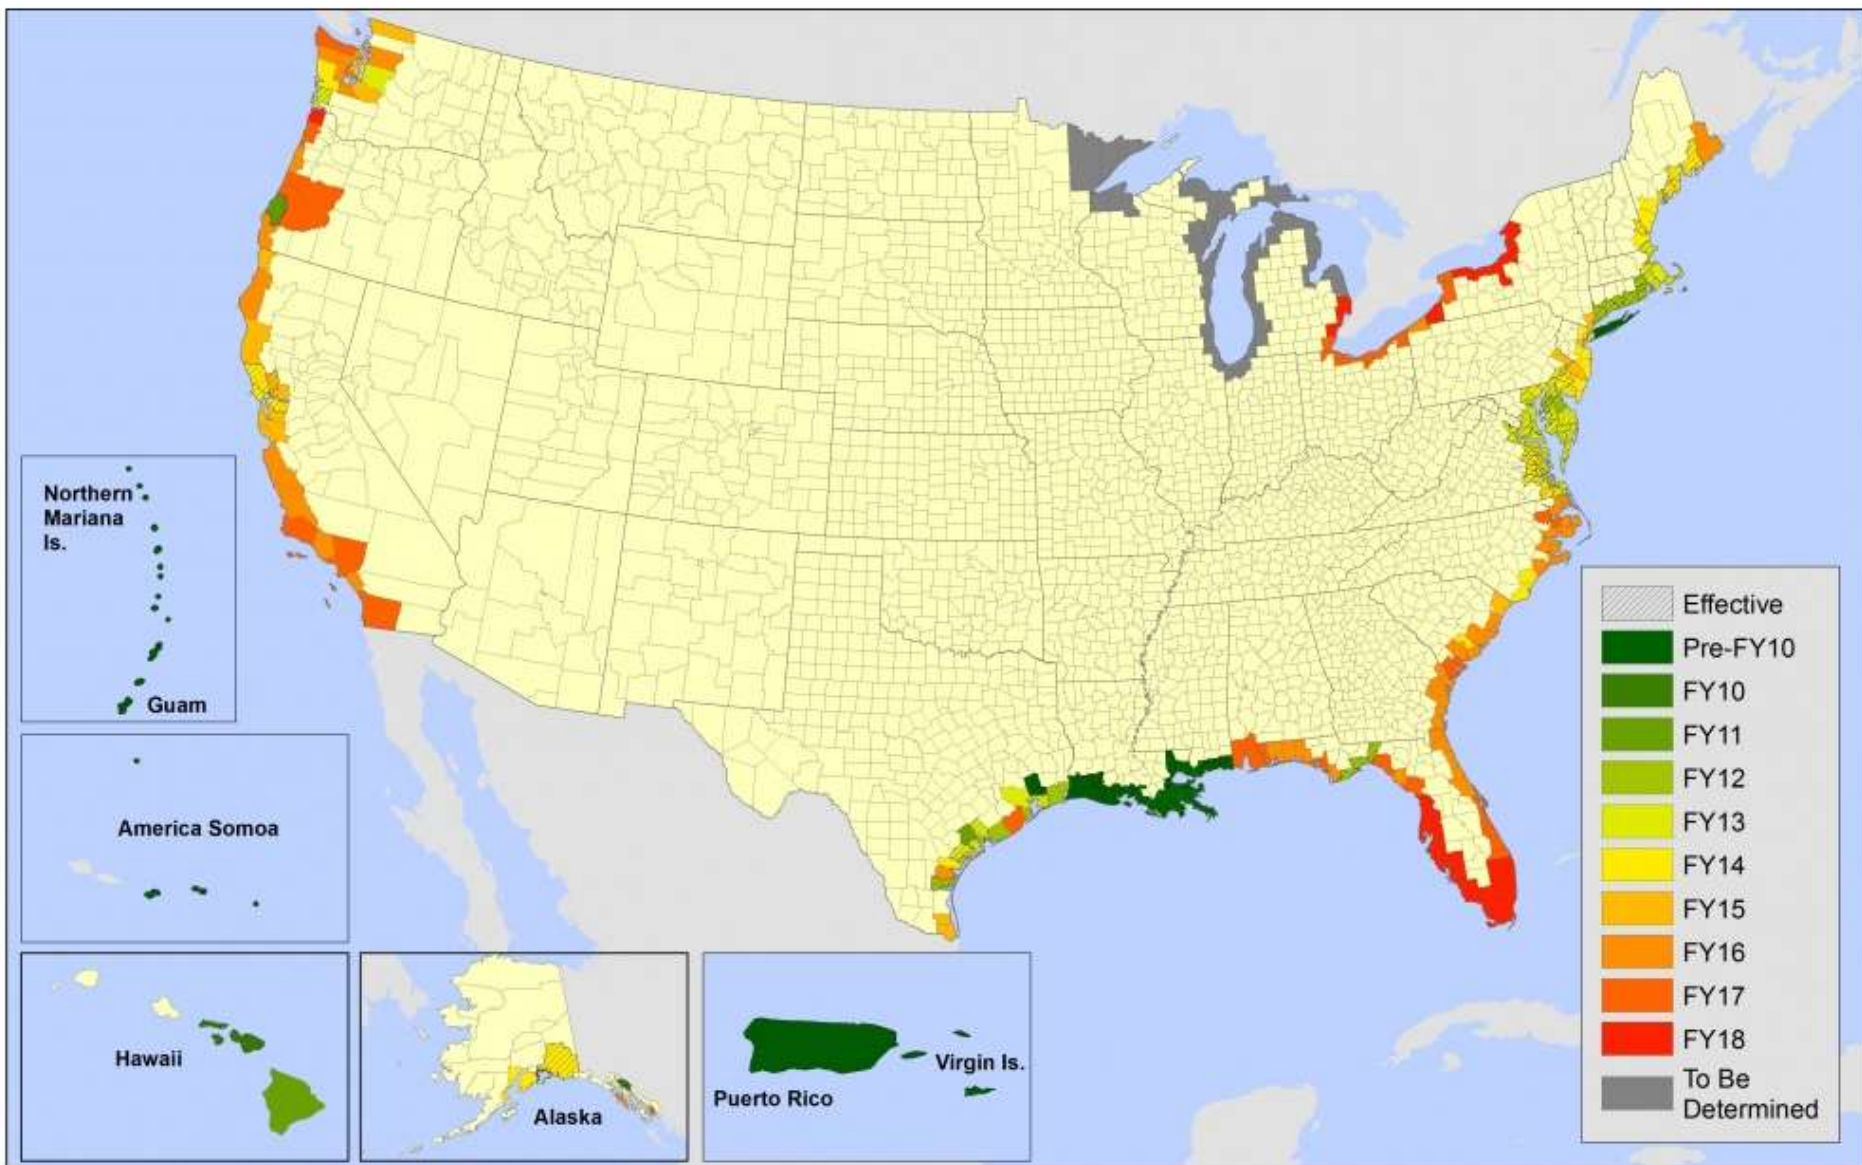 Northern
Mariana
Is.
Guam
America Somoa
Hawaii
Alaska
Puerto Rico
Virgin Is.
Effective
Pre-FY10
FY10
FY11
FY12
FY13
FY14
FY15
FY16
FY17
FY18
To Be
Determined